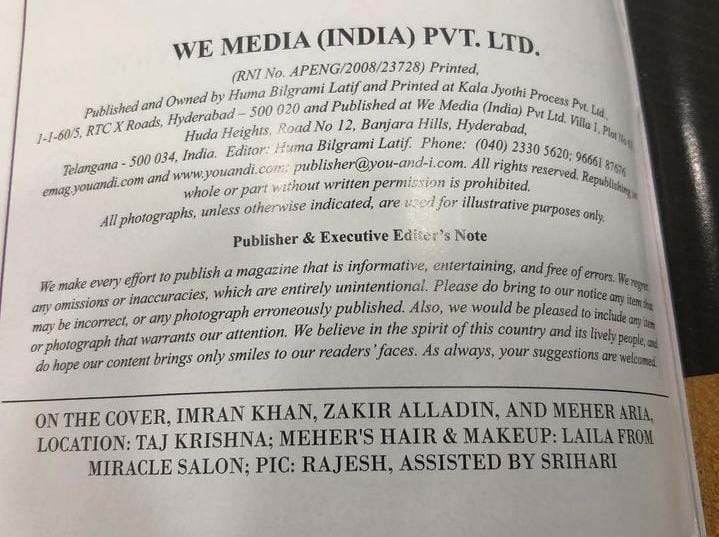 WE MEDIA (INDIA) PVT. LTD.
(RNI No. APENG/2008/23728) Printed,
Published and Owned by Huma Bilgrami Latif and Printed at Kala Jyothi Process Pvt. Ltd.,
1-1-60/5, RTC X Roads, Hyderabad – 500 020 and Published at We Media (India) Pvt Ltd. Villa 1, Plot No
Huda Heights, Road No 12, Banjara Hills, Hyderabad,
Telangana - 500 034, India. Editor: Huma Bilgrami Latif. Phone: (040) 2330 5620; 96661 87676
emag.youandi.com and www.youandi.com; publisher@you-and-i.com. All rights reserved. Republishing in
whole or part without written permission is prohibited.
All photographs, unless otherwise indicated, are used for illustrative purposes only.
Publisher & Executive Editor's Note
We make every effort to publish a magazine that is informative, entertaining, and free of errors. We regret
any omissions or inaccuracies, which are entirely unintentional. Please do bring to our notice any item that
may be incorrect, or any photograph erroneously published. Also, we would be pleased to include any item
or photograph that warrants our attention. We believe in the spirit of this country and its lively people, and
do hope our content brings only smiles to our readers' faces. As always, your suggestions are welcomed.
ON THE COVER, IMRAN KHAN, ZAKIR ALLADIN, AND MEHER ARIA,
LOCATION: TAJ KRISHNA; MEHER'S HAIR & MAKEUP: LAILA FROM
MIRACLE SALON; PIC: RAJESH, ASSISTED BY SRIHARI